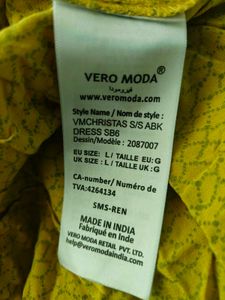 VERO MODA®
فيرومودا
www.veromoda.com
Style Name / Nom de style :
VMCHRISTAS S/S ABK
DRESS SB6
Dessin/Modèle : 2087007
EU SIZE: L/ TAILLE EU: G
UK SIZE : L/ TAILLE UK : G
CA-number/ Numéro de
TVA:4264134
SMS-REN
MADE IN INDIA
Fabriqué en Inde
VERO MODA RETAIL PVT. LTD.
help@veromodaindia.com